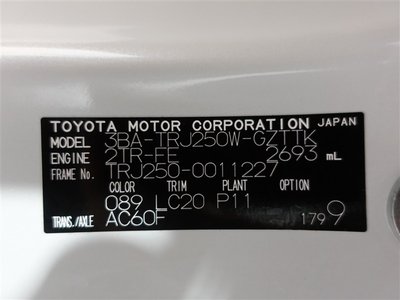 TOYOTA MOTOR CORPORATION JAPAN
MODEL 3BA-TRJ250W-GZTTK
ENGINE 2TR-FE 2693 mL
FRAME No. TRJ250-0011227
COLOR TRIM PLANT OPTION
089 LC20 P11
TRANS./AXLE AC60F 1799